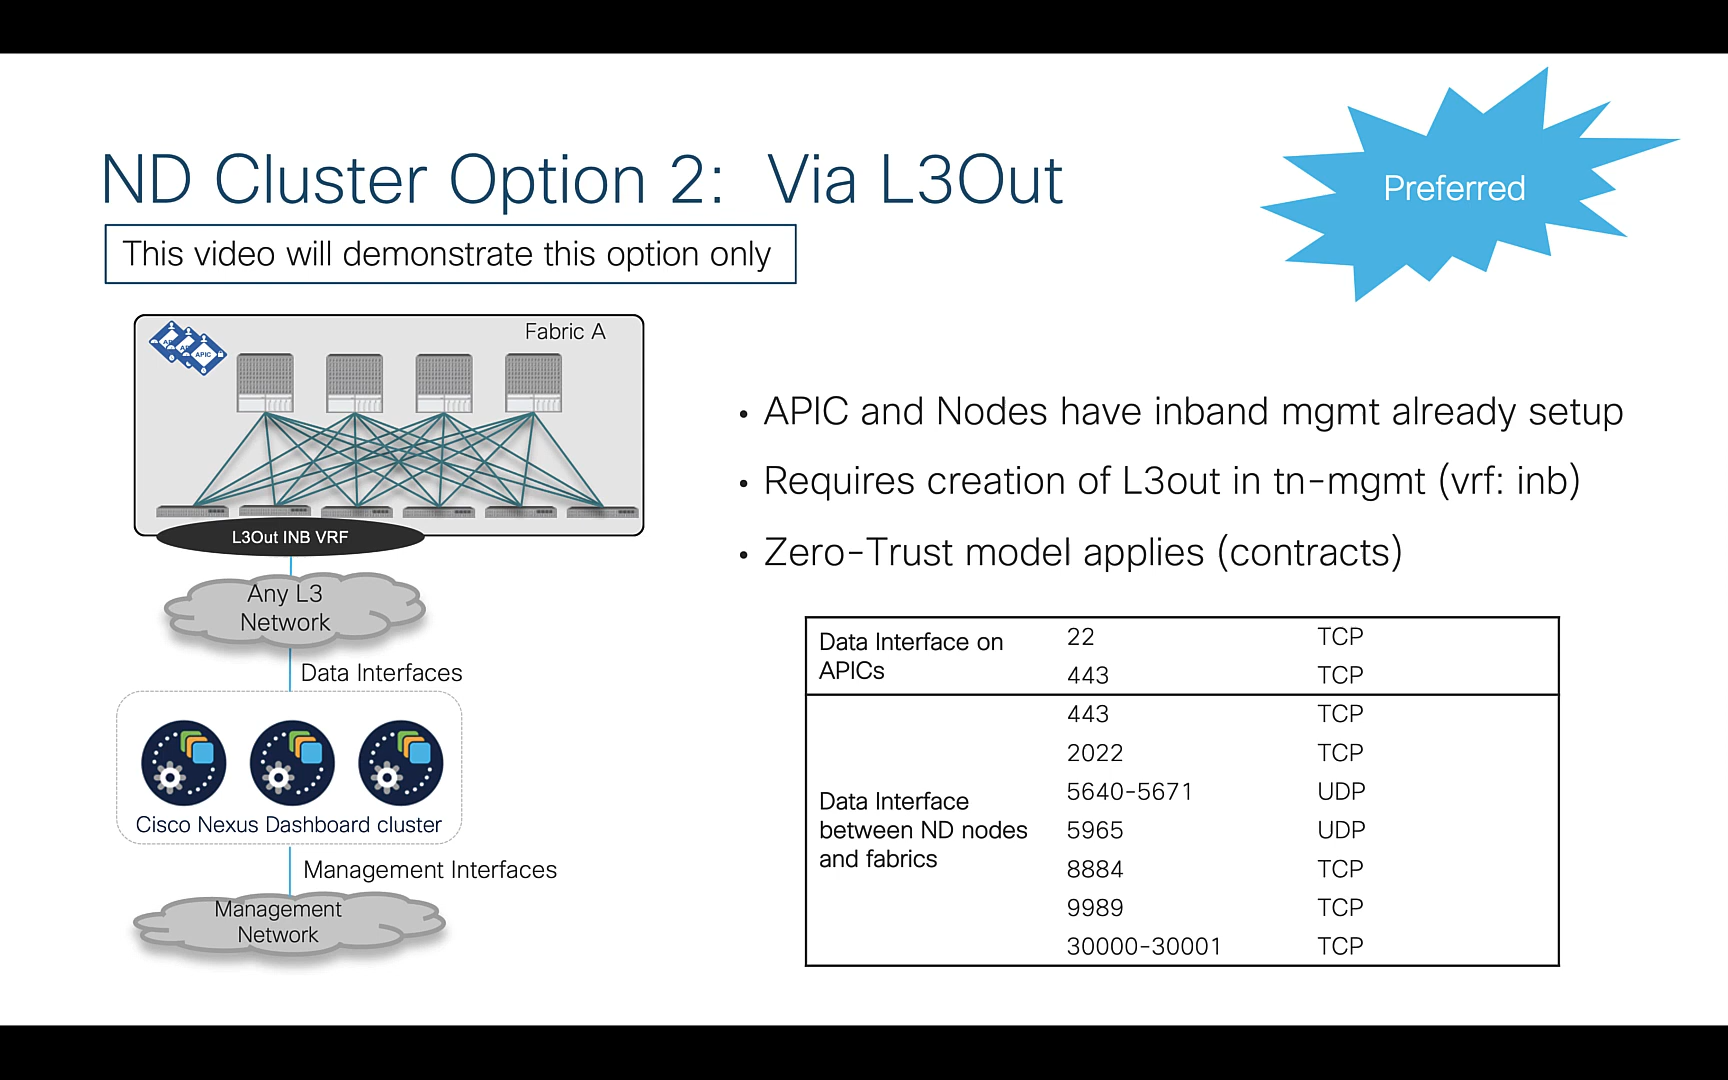 ND Cluster Option 2: Via L3Out
Preferred
This video will demonstrate this option only
Fabric A
APIC
L3Out INB VRF
Any L3
Network
Data Interfaces
Cisco Nexus Dashboard cluster
Management Interfaces
Management
Network
• APIC and Nodes have inband mgmt already setup
• Requires creation of L3out in tn-mgmt (vrf: inb)
• Zero-Trust model applies (contracts)
Data Interface on
APICs
22 TCP
443 TCP
Data Interface
between ND nodes
and fabrics
443 TCP
2022 TCP
5640-5671 UDP
5965 UDP
8884 TCP
9989 TCP
30000-30001 TCP